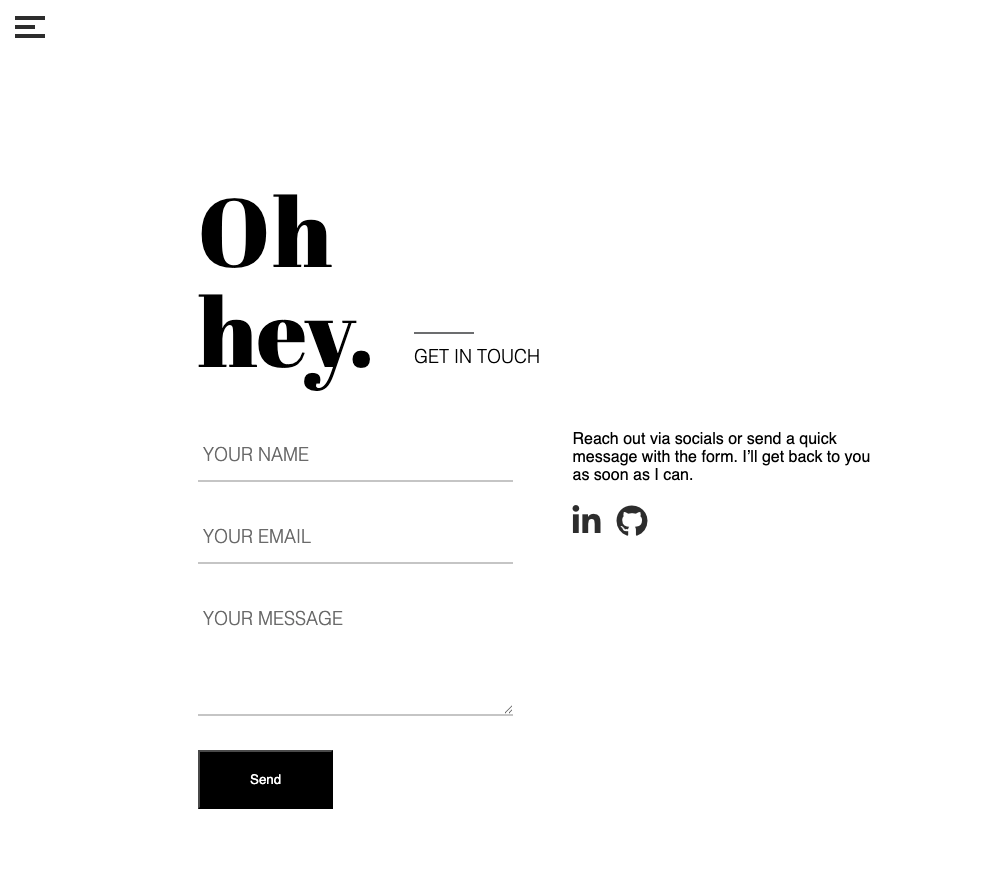 Oh
hey.
GET IN TOUCH
YOUR NAME
YOUR EMAIL
YOUR MESSAGE
Send
Reach out via socials or send a quick
message with the form. I’ll get back to you
as soon as I can.
in